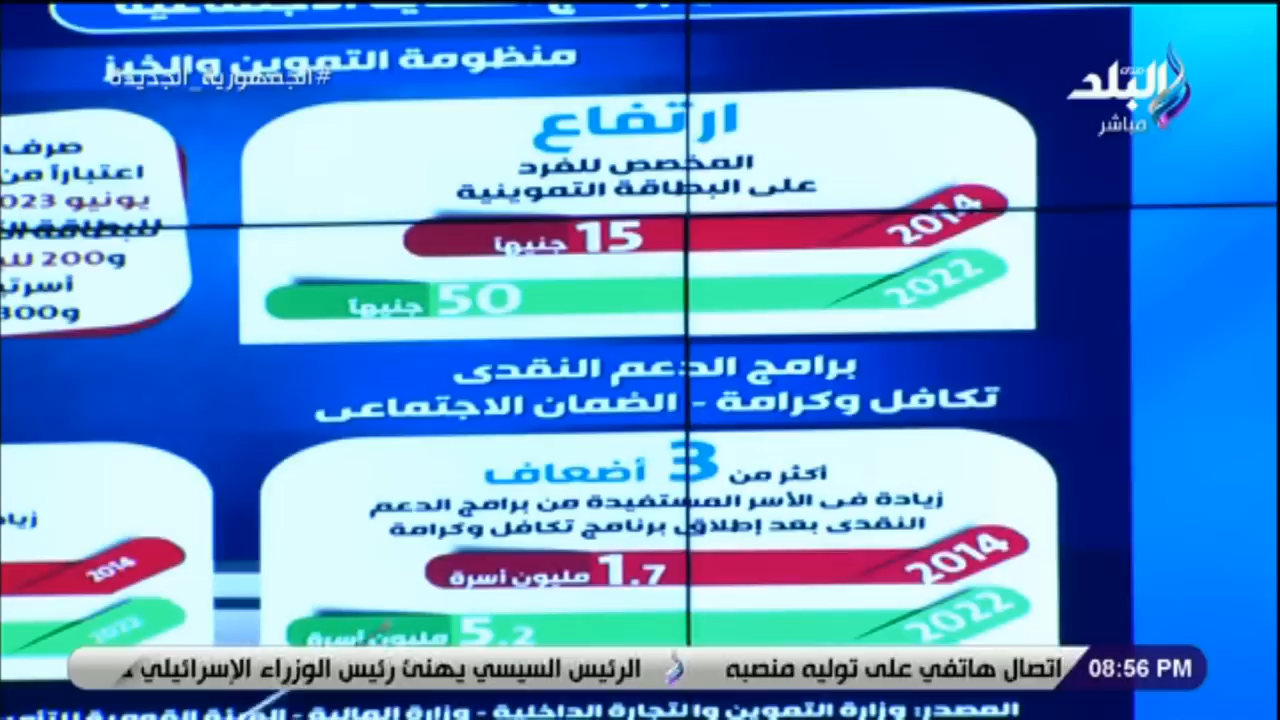 منظومة التموين والخبز
#الجمهورية_الجديدة
صدى
البلد
مباشر
ارتفاع
المخصص للفرد
على البطاقة التموينية
2014
15 جنيهاً
2022
50 جنيهاً
صرف
اعتباراً من
يونيو
للبطاقة
و200
و300
برامج الدعم النقدى
تكافل وكرامة - الضمان الاجتماعى
أكثر من 3 أضعاف
زيادة فى الأسر المستفيدة من برامج الدعم
النقدى بعد إطلاق برنامج تكافل وكرامة
2014
1.7 مليون أسرة
2022
5.2 مليون أسرة
2014
2022
اتصال هاتفي على توليه منصبه
الرئيس السيسي يهنئ رئيس الوزراء الإسرائيلي
08:56 PM
المصدر: وزارة التموين والتجارة الداخلية - وزارة المالية -